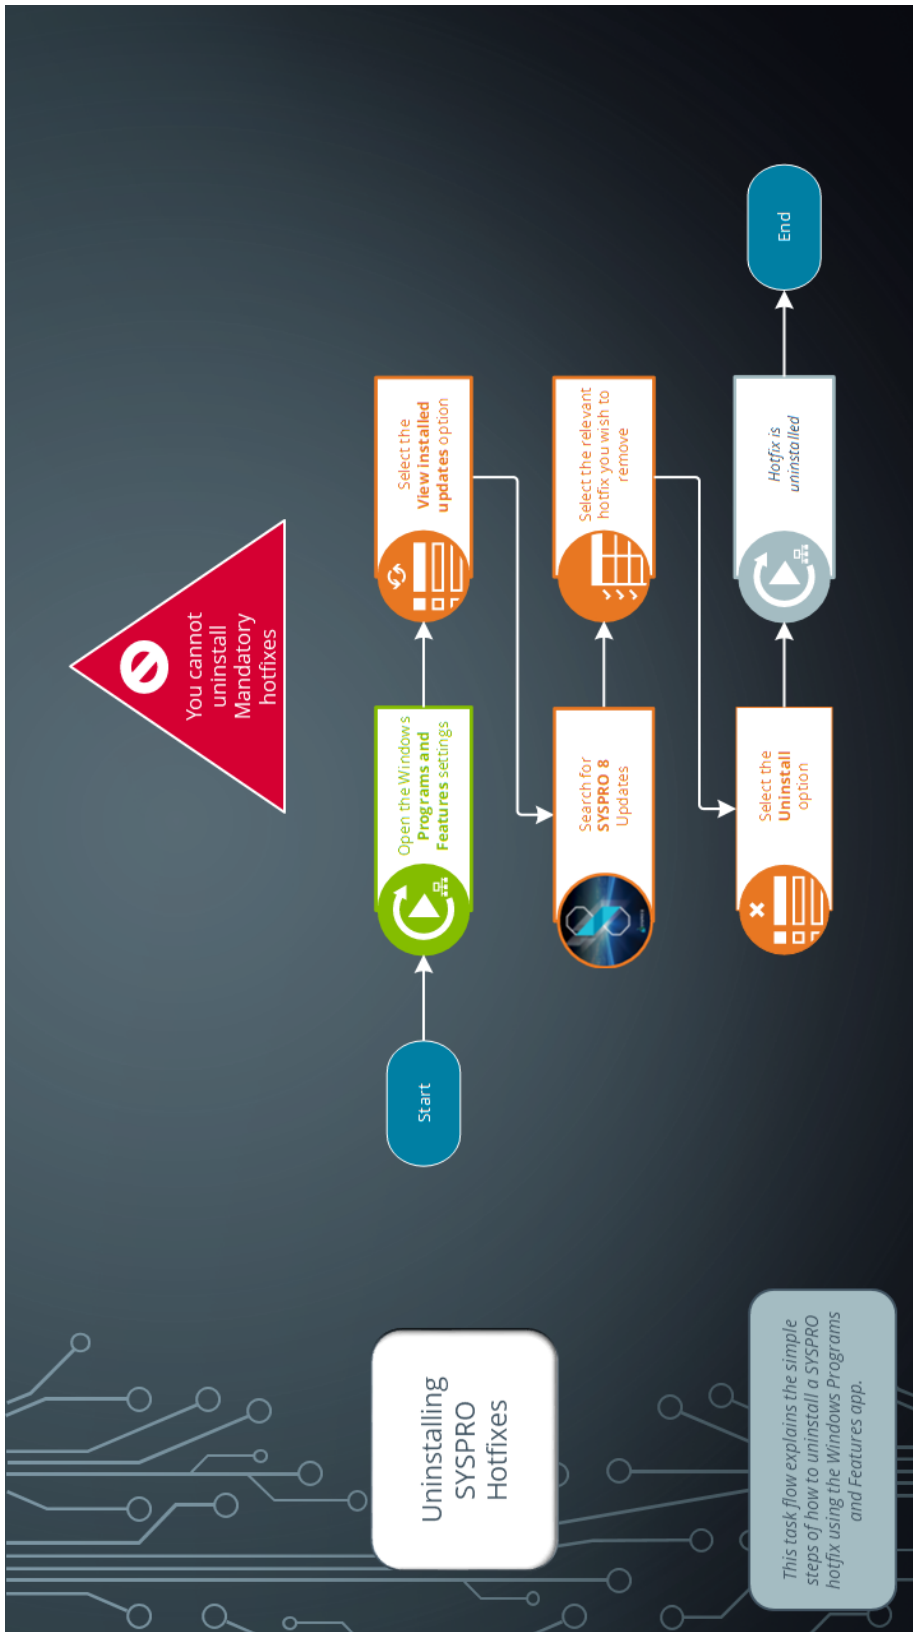 Uninstalling
SYSPRO
Hotfixes
This task flow explains the simple
steps of how to uninstall a SYSPRO
hotfix using the Windows Programs
and Features app.
You cannot
uninstall
Mandatory
hotfixes
Start
Open the Windows
Programs and
Features settings
Select the
View installed
updates option
Search for
SYSPRO 8
Updates
Select the relevant
hotfix you wish to
remove
Select the
Uninstall
option
Hotfix is
uninstalled
End